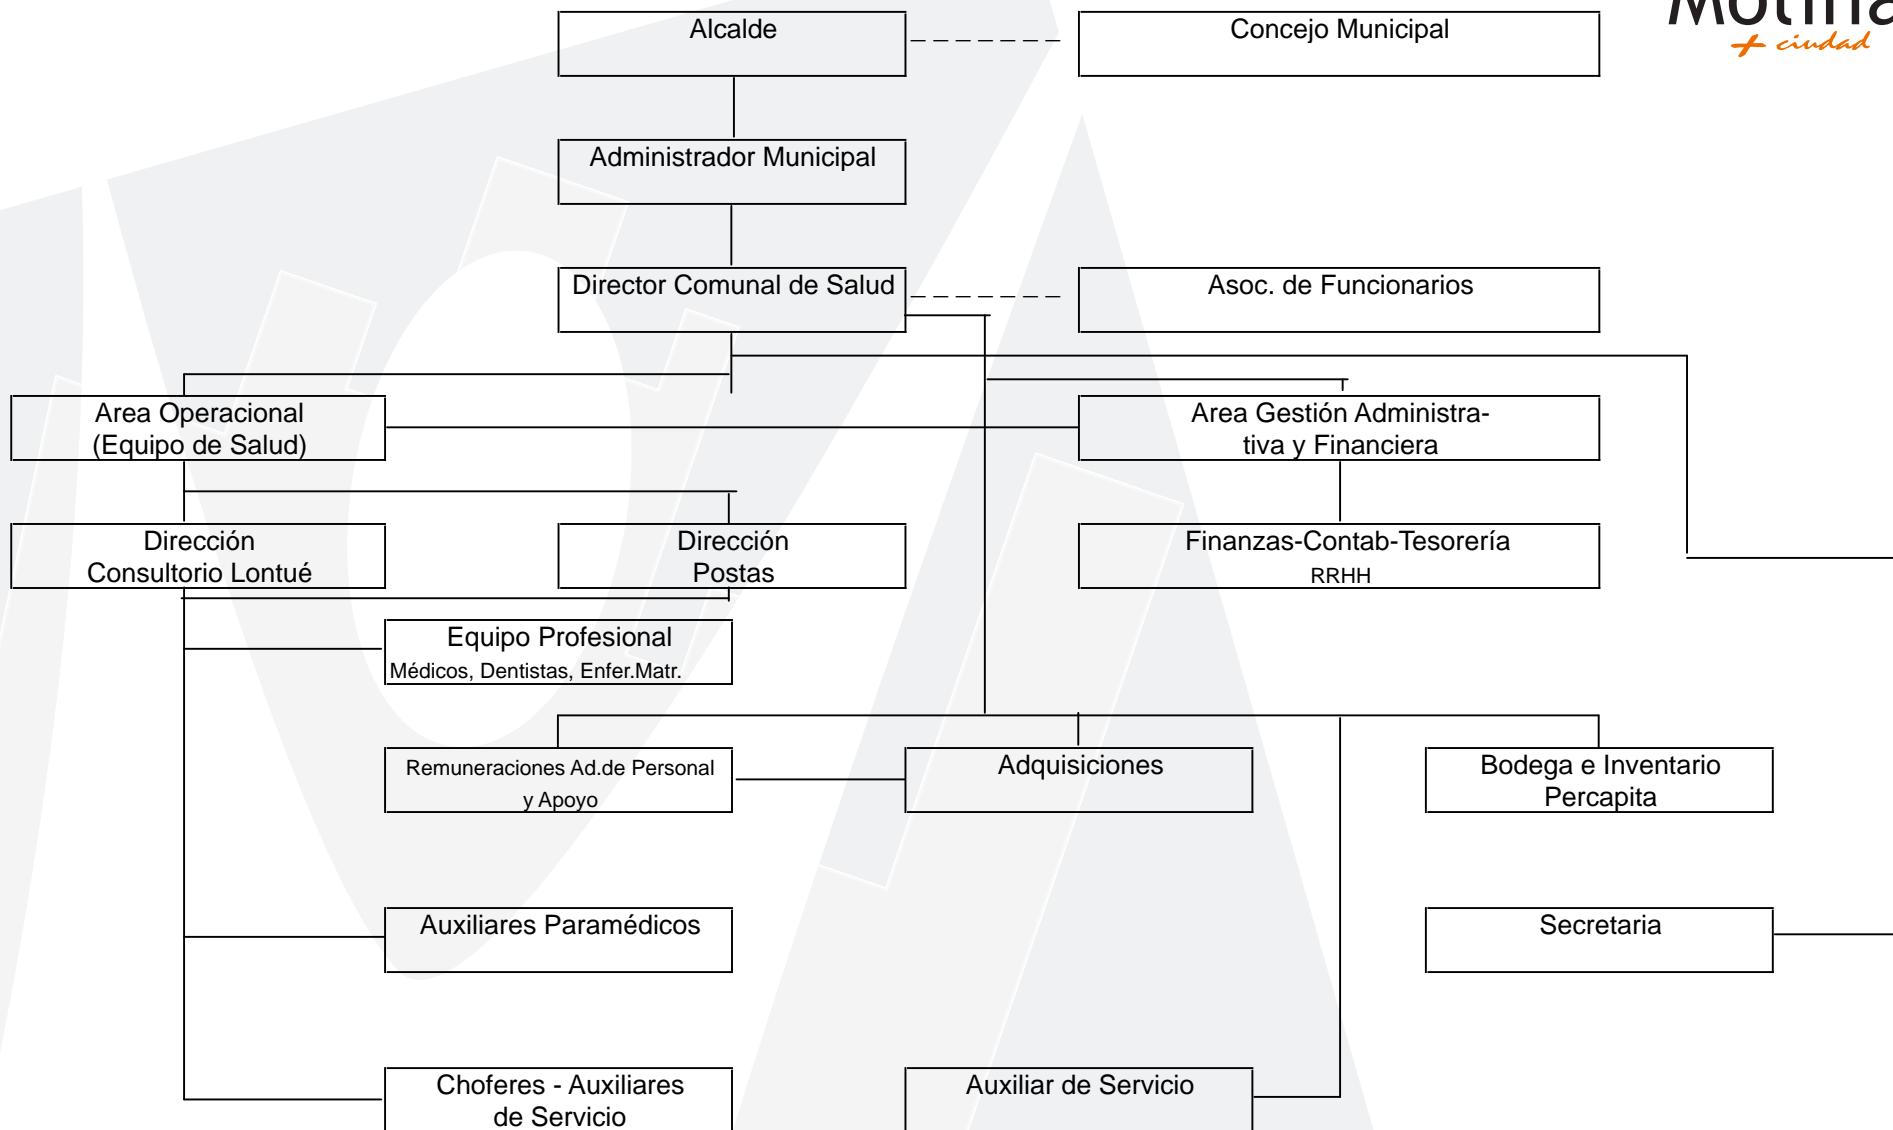 Molina
+ ciudad
Alcalde
Concejo Municipal
Administrador Municipal
Director Comunal de Salud
Asoc. de Funcionarios
Area Operacional
(Equipo de Salud)
Area Gestión Administra-
tiva y Financiera
Dirección
Consultorio Lontué
Dirección
Postas
Finanzas-Contab-Tesorería
RRHH
Equipo Profesional
Médicos, Dentistas, Enfer.Matr.
Remuneraciones Ad.de Personal
y Apoyo
Adquisiciones
Bodega e Inventario
Percapita
Auxiliares Paramédicos
Secretaria
Choferes - Auxiliares
de Servicio
Auxiliar de Servicio